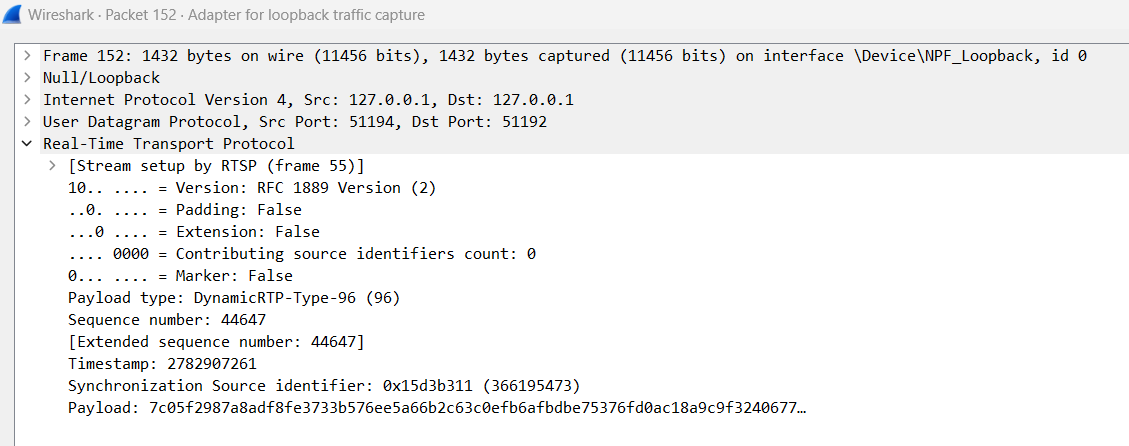 Wireshark · Packet 152 · Adapter for loopback traffic capture
Frame 152: 1432 bytes on wire (11456 bits), 1432 bytes captured (11456 bits) on interface \Device\NPF_Loopback, id 0
Null/Loopback
Internet Protocol Version 4, Src: 127.0.0.1, Dst: 127.0.0.1
User Datagram Protocol, Src Port: 51194, Dst Port: 51192
Real-Time Transport Protocol
[Stream setup by RTSP (frame 55)]
10.. .... = Version: RFC 1889 Version (2)
..0. .... = Padding: False
...0 .... = Extension: False
.... 0000 = Contributing source identifiers count: 0
0... .... = Marker: False
Payload type: DynamicRTP-Type-96 (96)
Sequence number: 44647
[Extended sequence number: 44647]
Timestamp: 2782907261
Synchronization Source identifier: 0x15d3b311 (366195473)
Payload: 7c05f2987a8adf8fe3733b576ee5a66b2c63c0efb6afbdbe75376fd0ac18a9c9f3240677…